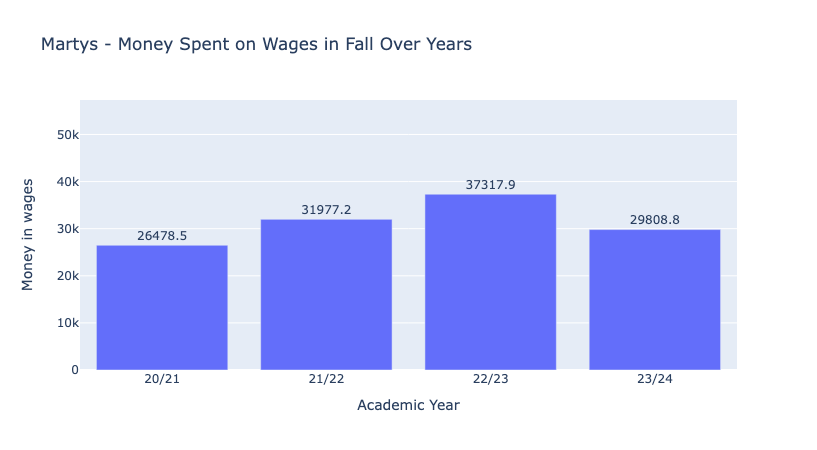 Martys - Money Spent on Wages in Fall Over Years
Money in wages
50k
40k
30k
20k
10k
0
26478.5
31977.2
37317.9
29808.8
20/21
21/22
22/23
23/24
Academic Year